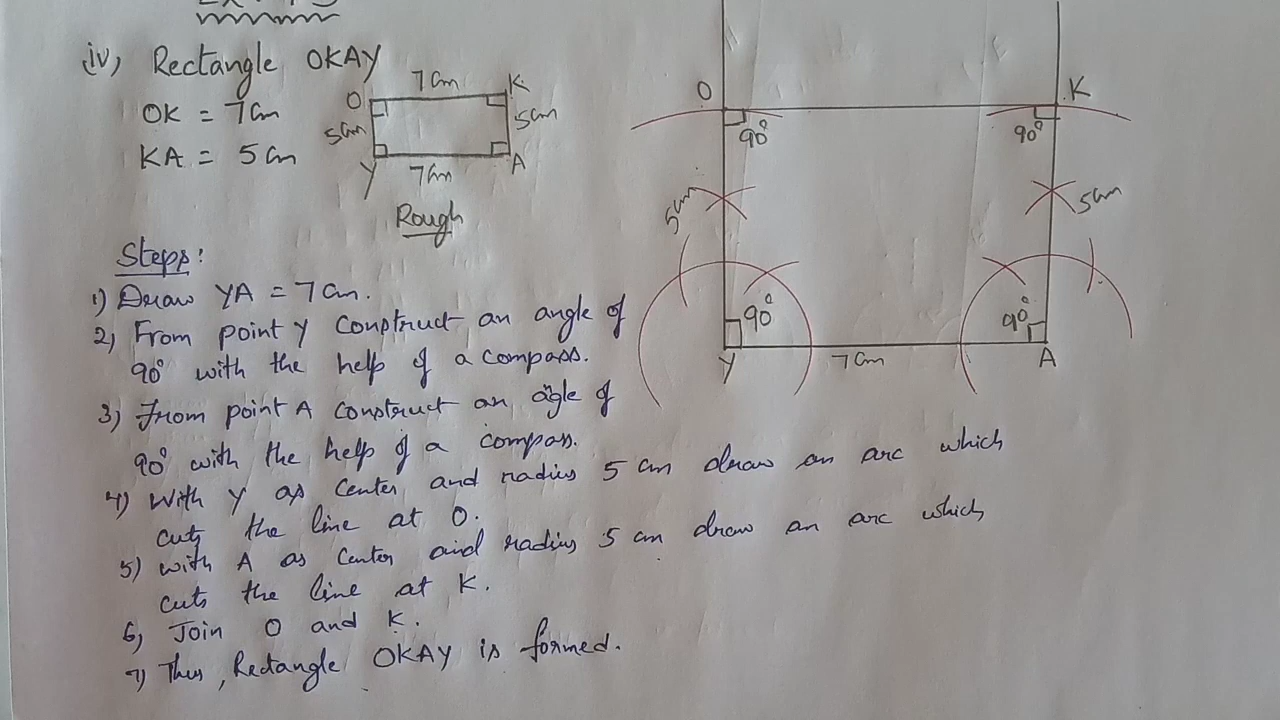 iv) Rectangle OKAY
OK = 7cm
KA = 5cm
O 7cm K
5cm 5cm
Y 7cm A
Rough
O K
90° 90°
5cm 5cm
90° 90°
Y 7cm A
Steps:
1) Draw YA = 7cm.
2) From point Y construct an angle of
90° with the help of a compass.
3) From point A construct an agle of
90° with the help of a compass.
4) With Y as center and radius 5 cm draw an arc which
cuts the line at O.
5) with A as center and radius 5 cm draw an arc which
cuts the line at K.
6) Join O and K.
7) Thus, Rectangle OKAY is formed.